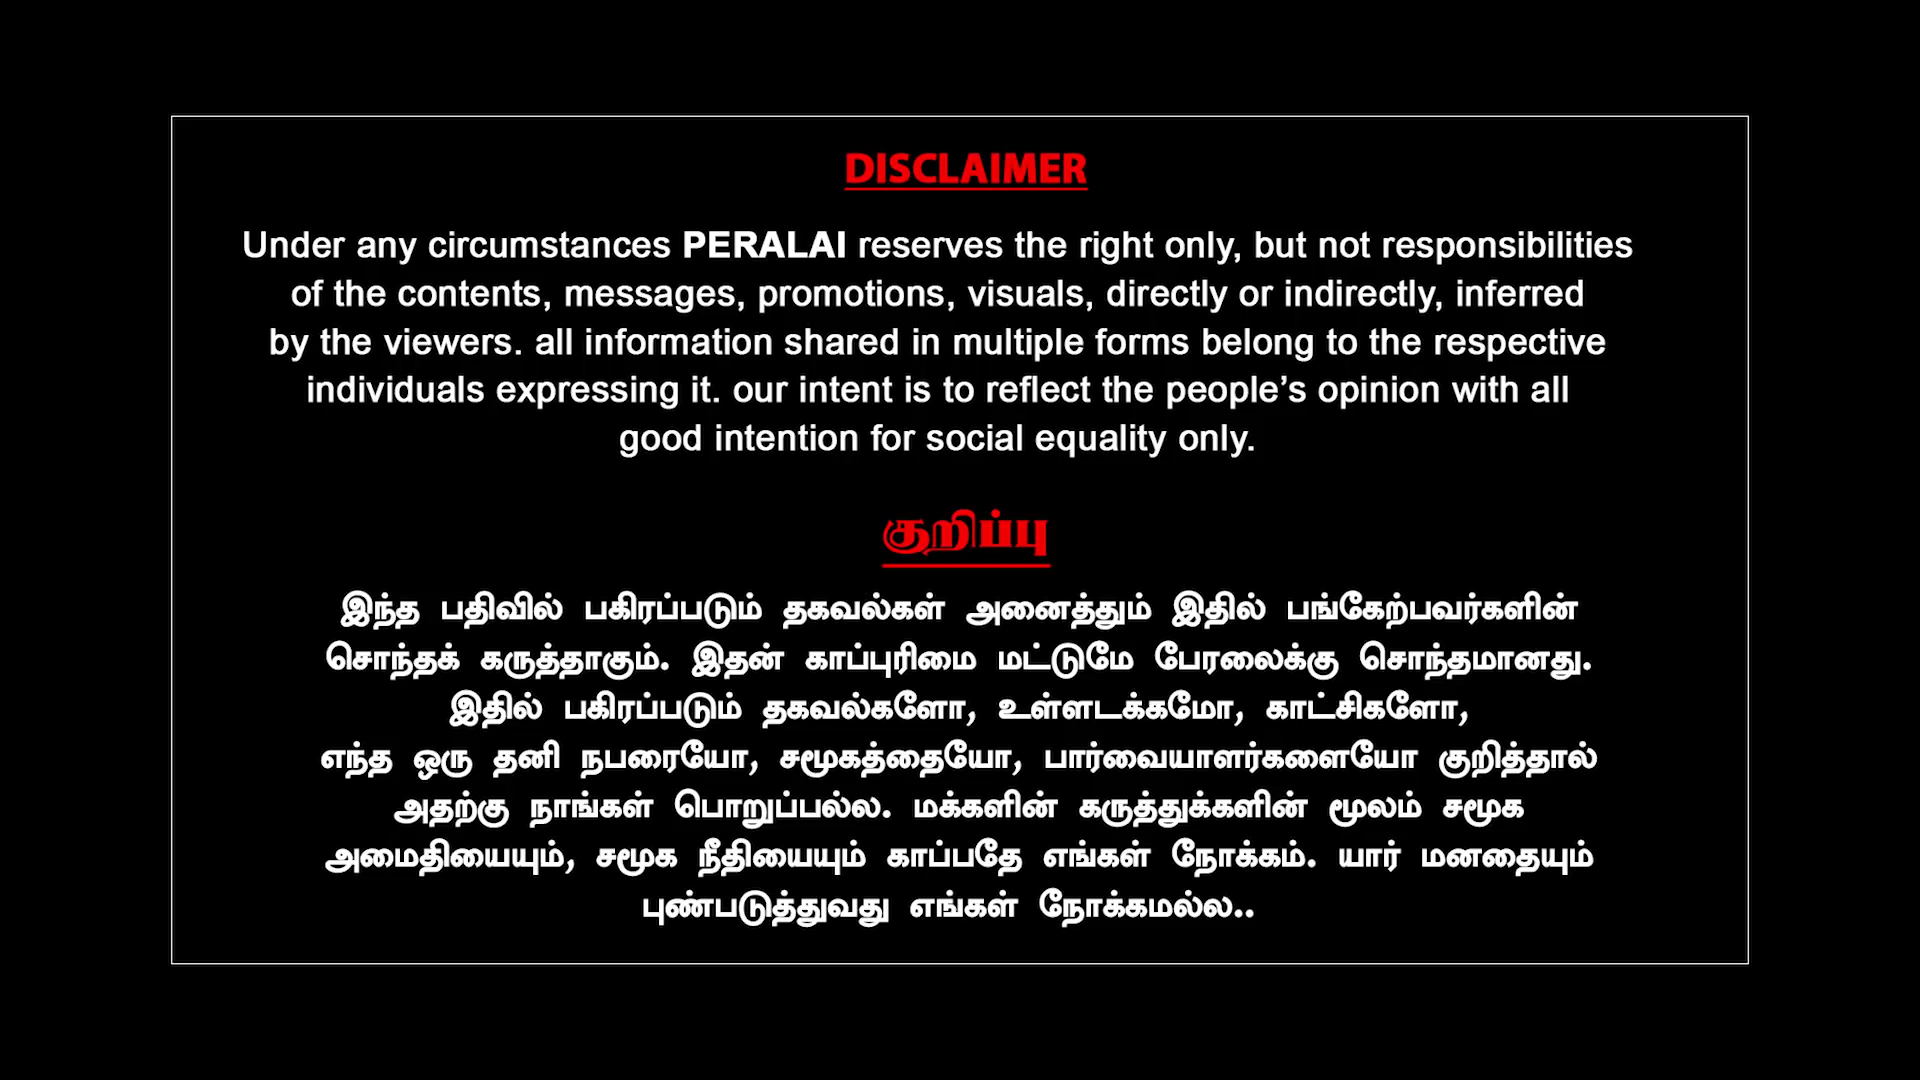 DISCLAIMER
Under any circumstances PERALAI reserves the right only, but not responsibilities
of the contents, messages, promotions, visuals, directly or indirectly, inferred
by the viewers. all information shared in multiple forms belong to the respective
individuals expressing it. our intent is to reflect the people’s opinion with all
good intention for social equality only.
குறிப்பு
இந்த பதிவில் பகிரப்படும் தகவல்கள் அனைத்தும் இதில் பங்கேற்பவர்களின்
சொந்தக் கருத்தாகும். இதன் காப்புரிமை மட்டுமே பேரலைக்கு சொந்தமானது.
இதில் பகிரப்படும் தகவல்களோ, உள்ளடக்கமோ, காட்சிகளோ,
எந்த ஒரு தனி நபரையோ, சமூகத்தையோ, பார்வையாளர்களையோ குறித்தால்
அதற்கு நாங்கள் பொறுப்பல்ல. மக்களின் கருத்துக்களின் மூலம் சமூக
அமைதியையும், சமூக நீதியையும் காப்பதே எங்கள் நோக்கம். யார் மனதையும்
புண்படுத்துவது எங்கள் நோக்கமல்ல..